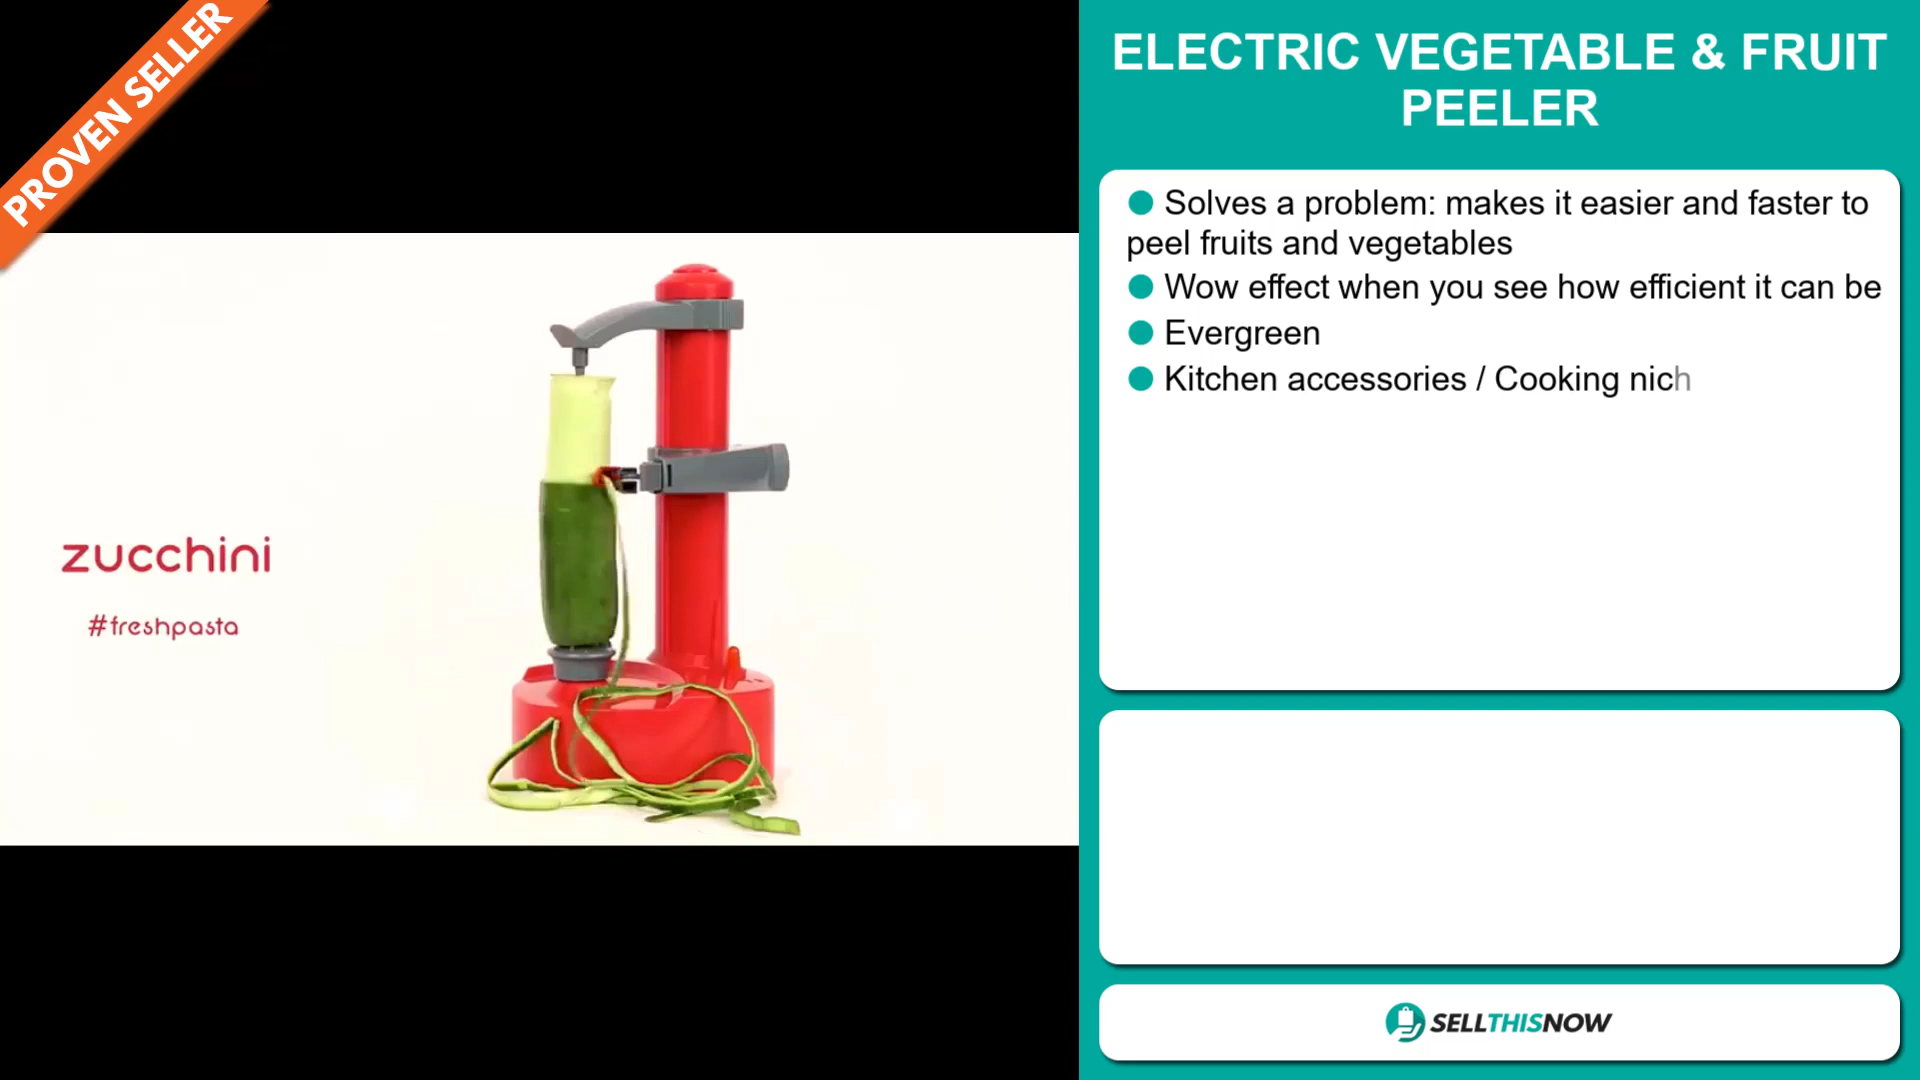 PROVEN SELLER
zucchini
#freshpasta
ELECTRIC VEGETABLE & FRUIT
PEELER
● Solves a problem: makes it easier and faster to
peel fruits and vegetables
● Wow effect when you see how efficient it can be
● Evergreen
● Kitchen accessories / Cooking nich
SELLTHISNOW